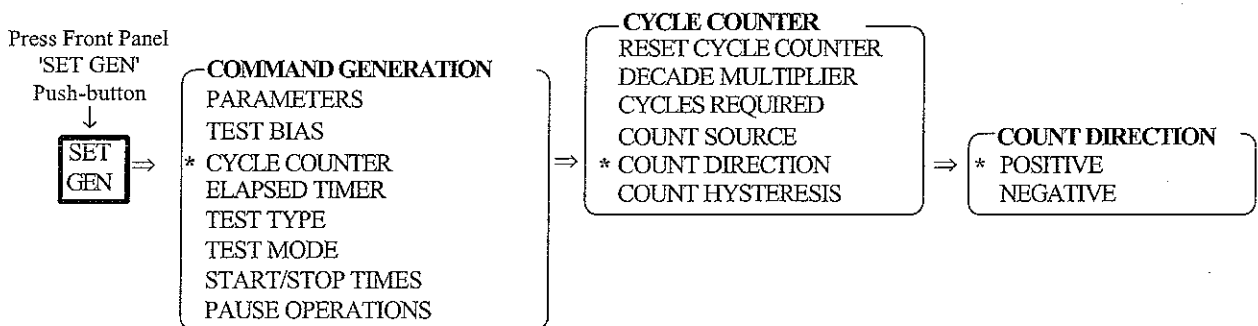 Press Front Panel
'SET GEN'
Push-button
↓
SET
GEN
⇒
COMMAND GENERATION
PARAMETERS
TEST BIAS
* CYCLE COUNTER
ELAPSED TIMER
TEST TYPE
TEST MODE
START/STOP TIMES
PAUSE OPERATIONS
⇒
CYCLE COUNTER
RESET CYCLE COUNTER
DECADE MULTIPLIER
CYCLES REQUIRED
COUNT SOURCE
* COUNT DIRECTION
COUNT HYSTERESIS
⇒
COUNT DIRECTION
* POSITIVE
NEGATIVE